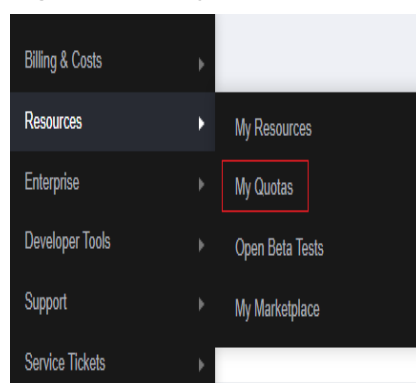 Billing & Costs
Resources
Enterprise
Developer Tools
Support
Service Tickets
My Resources
My Quotas
Open Beta Tests
My Marketplace